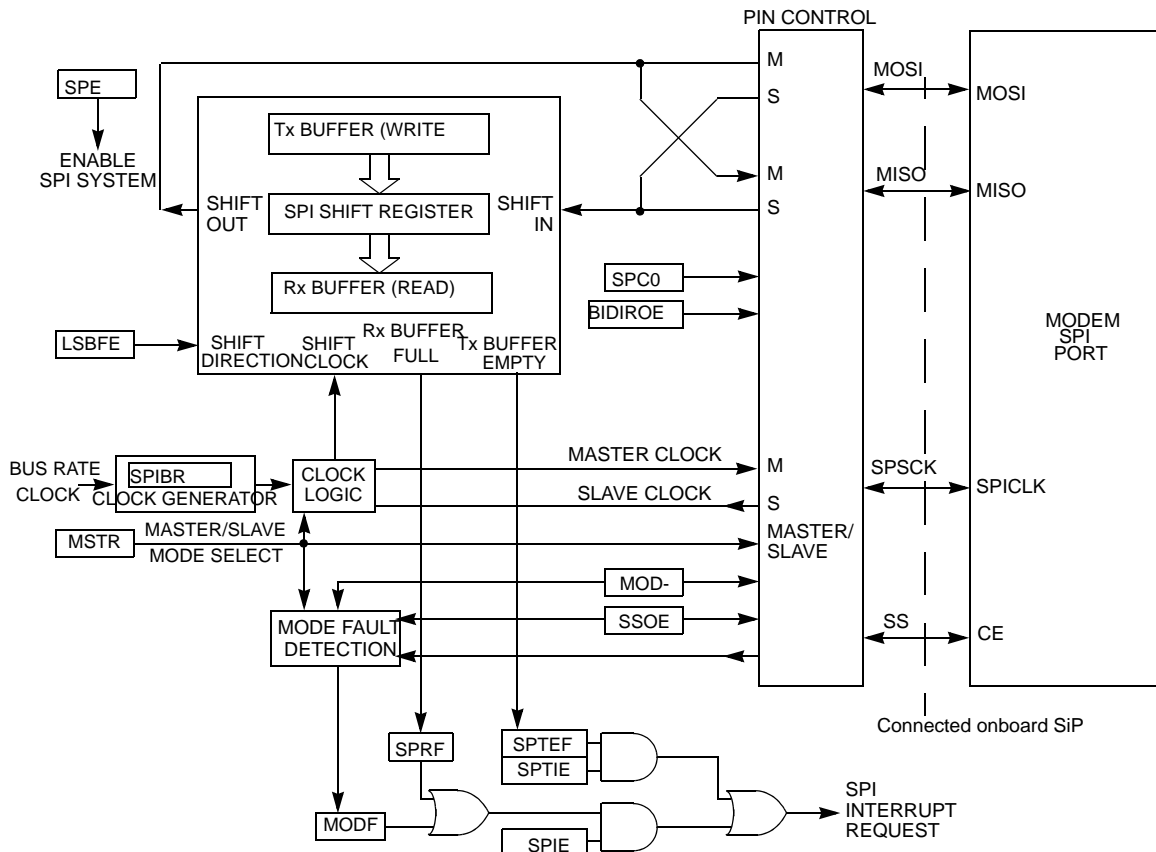 PIN CONTROL
M
MOSI
MOSI
SPE
S
Tx BUFFER (WRITE
ENABLE
SPI SYSTEM
M
MISO
MISO
SHIFT
OUT
SPI SHIFT REGISTER
SHIFT
IN
S
SPC0
Rx BUFFER (READ)
BIDIROE
LSBFE
SHIFT
DIRECTION
SHIFT
CLOCK
Rx BUFFER
FULL
Tx BUFFER
EMPTY
MODEM
SPI
PORT
BUS RATE
CLOCK
SPIBR
CLOCK GENERATOR
CLOCK
LOGIC
MASTER CLOCK
M
SPSCK
SPICLK
SLAVE CLOCK
S
MSTR
MASTER/SLAVE
MODE SELECT
MASTER/
SLAVE
MOD-
SSOE
MODE FAULT
DETECTION
SS
CE
Connected onboard SiP
SPRF
SPTEF
SPTIE
MODF
SPIE
SPI
INTERRUPT
REQUEST